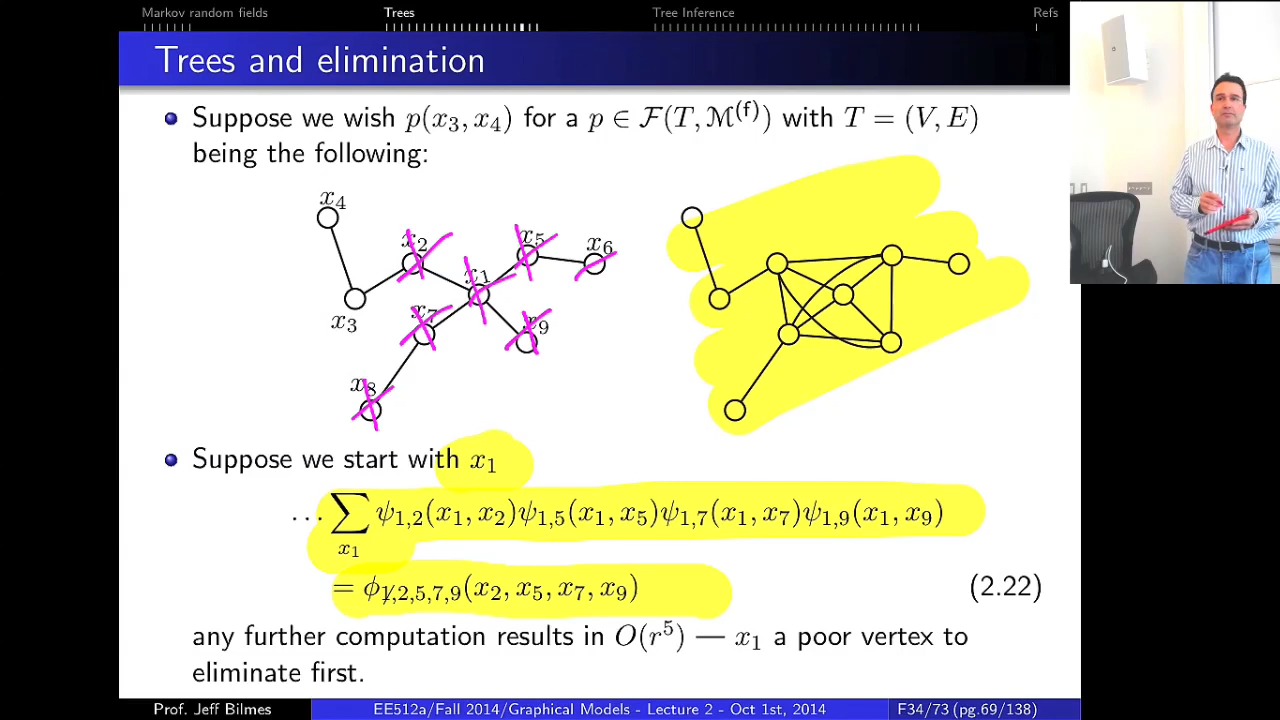 Markov random fields Trees Tree Inference Refs
Trees and elimination
Suppose we wish p(x₃, x₄) for a p ∈ ℱ(T, ℳ⁽ᶠ⁾) with T = (V, E)
being the following:
x₄
x₂ x₅ x₆
x₁
x₃ x₇ x₉
x₈
Suppose we start with x₁
… ∑ₓ₁ ψ₁,₂(x₁, x₂)ψ₁,₅(x₁, x₅)ψ₁,₇(x₁, x₇)ψ₁,₉(x₁, x₉)
= ϕ_{1̸,2,5,7,9}(x₂, x₅, x₇, x₉) (2.22)
any further computation results in O(r⁵) — x₁ a poor vertex to
eliminate first.
Prof. Jeff Bilmes EE512a/Fall 2014/Graphical Models - Lecture 2 - Oct 1st, 2014 F34/73 (pg.69/138)